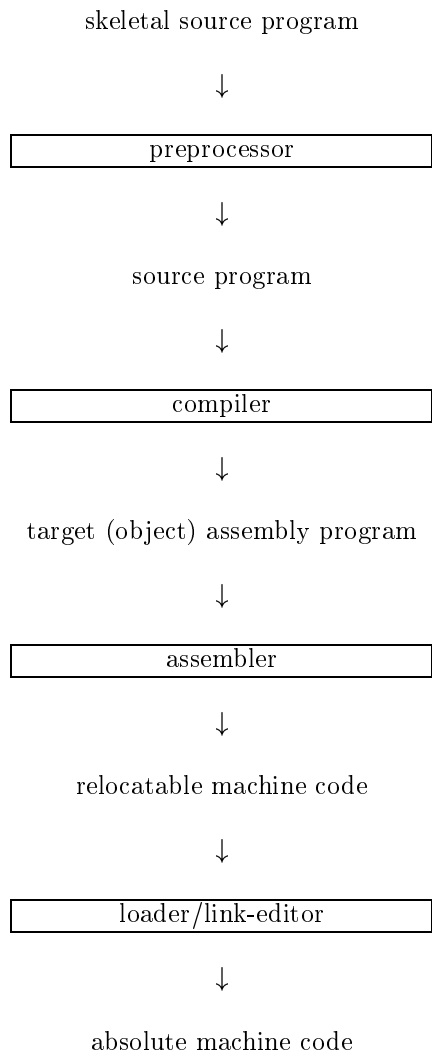 skeletal source program
↓
preprocessor
↓
source program
↓
compiler
↓
target (object) assembly program
↓
assembler
↓
relocatable machine code
↓
loader/link-editor
↓
absolute machine code